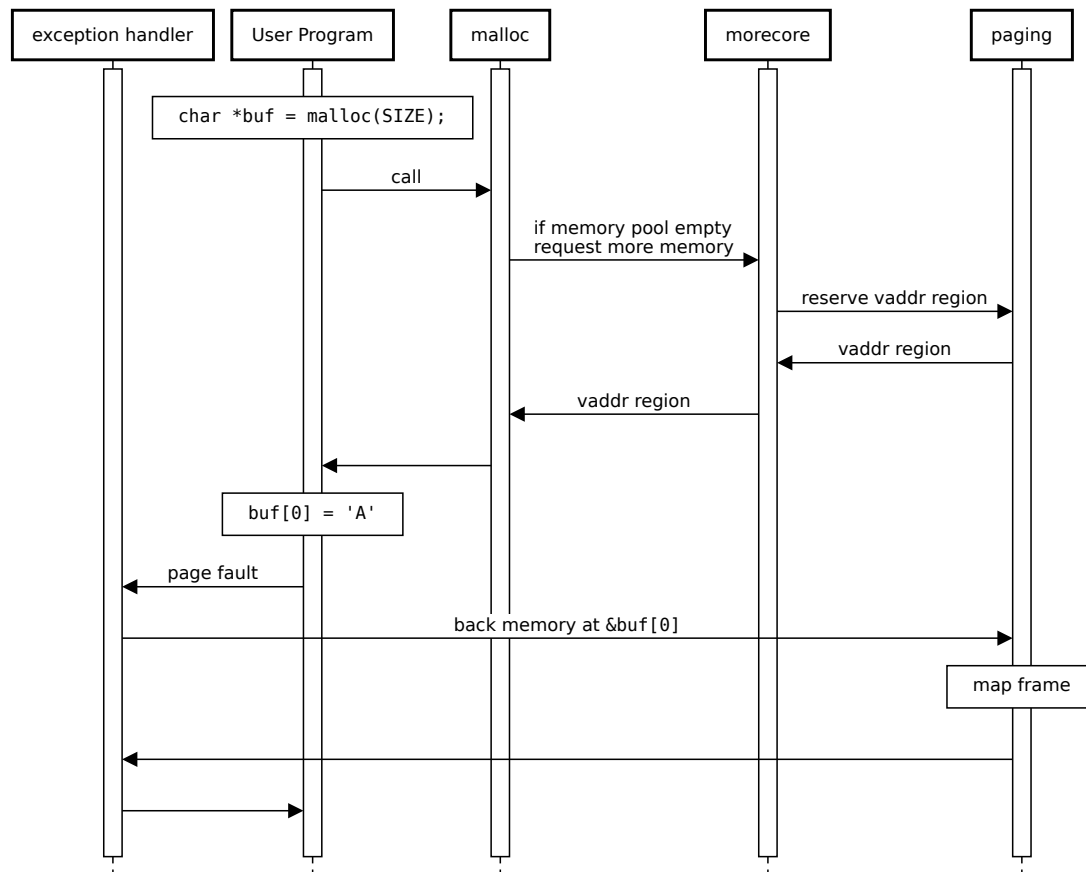 exception handler
User Program
malloc
morecore
paging
char *buf = malloc(SIZE);
call
if memory pool empty
request more memory
reserve vaddr region
vaddr region
vaddr region
buf[0] = 'A'
page fault
back memory at &buf[0]
map frame